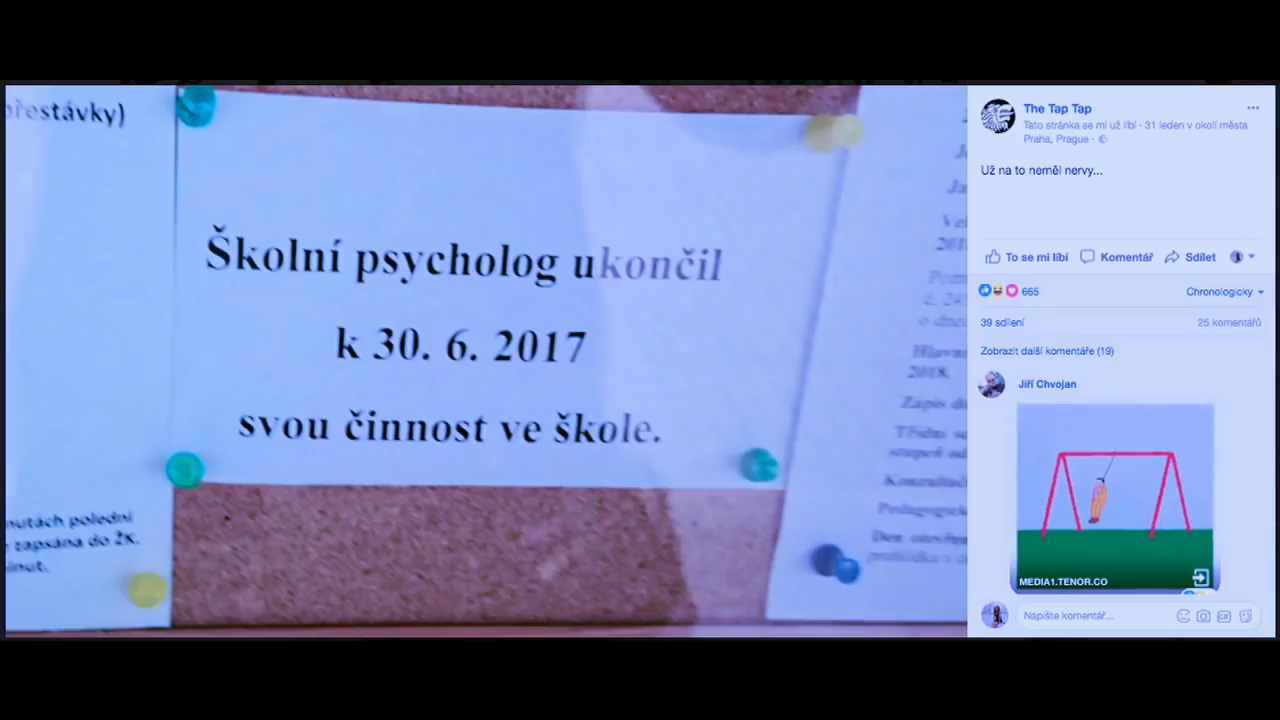 přestávky)
Školní psycholog ukončil
k 30. 6. 2017
svou činnost ve škole.
nutách polední
zapsána do ŽK.
The Tap Tap
Tato stránka se mi už líbí · 31 leden v okolí města
Praha, Prague ·
Už na to neměl nervy...
To se mi líbí Komentář Sdílet
665 Chronologicky
39 sdílení 25 komentářů
Zobrazit další komentáře (19)
Jiří Chvojan
MEDIA1.TENOR.CO
Napište komentář...
GIF